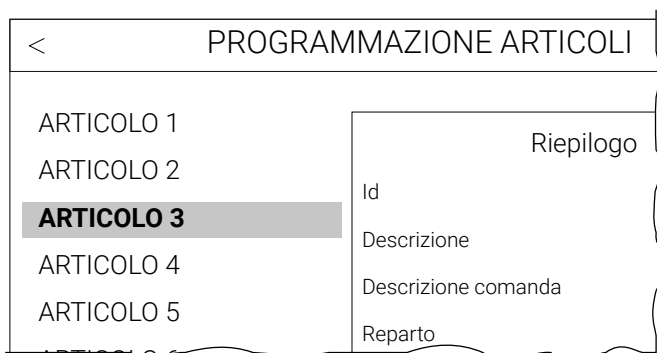 < PROGRAMMAZIONE ARTICOLI
ARTICOLO 1
ARTICOLO 2
ARTICOLO 3
ARTICOLO 4
ARTICOLO 5
Riepilogo
Id
Descrizione
Descrizione comanda
Reparto